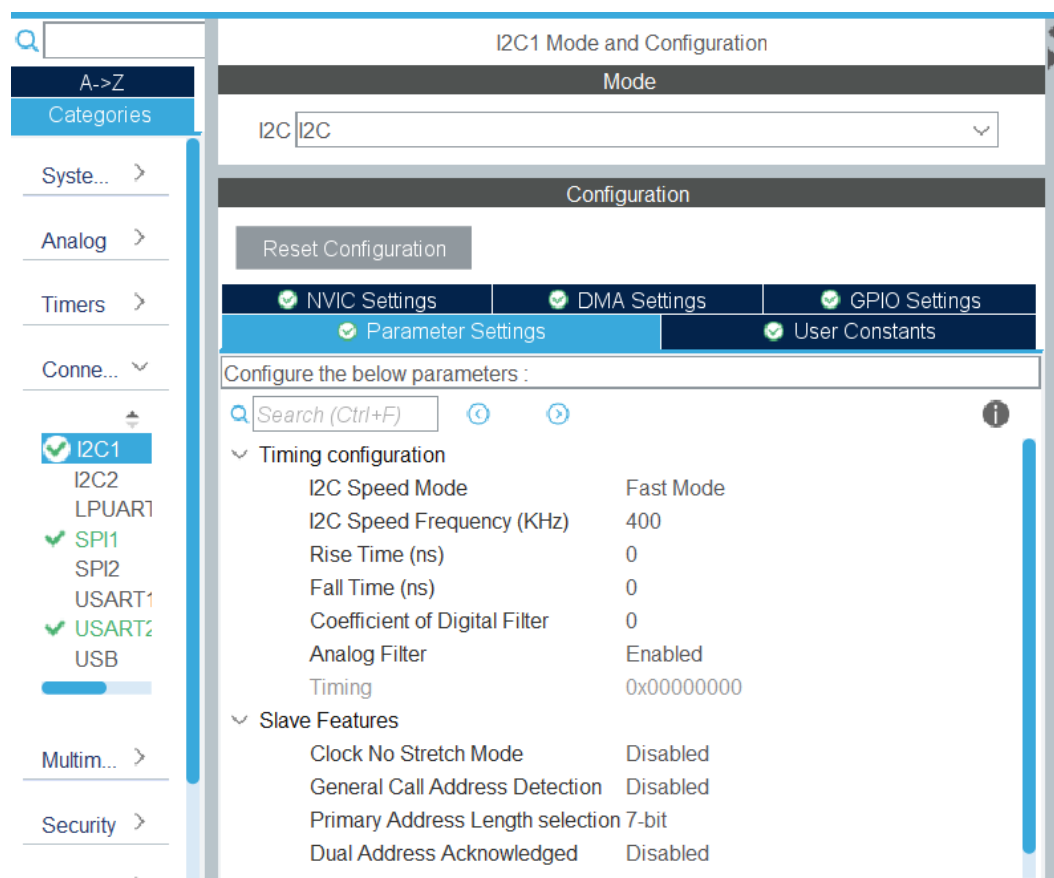 A->Z
Categories
Syste...
Analog
Timers
Conne...
I2C1
I2C2
LPUART
SPI1
SPI2
USART1
USART2
USB
Multim...
Security
I2C1 Mode and Configuration
Mode
I2C I2C
Configuration
Reset Configuration
NVIC Settings DMA Settings GPIO Settings
Parameter Settings User Constants
Configure the below parameters :
Search (Ctrl+F)
Timing configuration
I2C Speed Mode Fast Mode
I2C Speed Frequency (KHz) 400
Rise Time (ns) 0
Fall Time (ns) 0
Coefficient of Digital Filter 0
Analog Filter Enabled
Timing 0x00000000
Slave Features
Clock No Stretch Mode Disabled
General Call Address Detection Disabled
Primary Address Length selection 7-bit
Dual Address Acknowledged Disabled